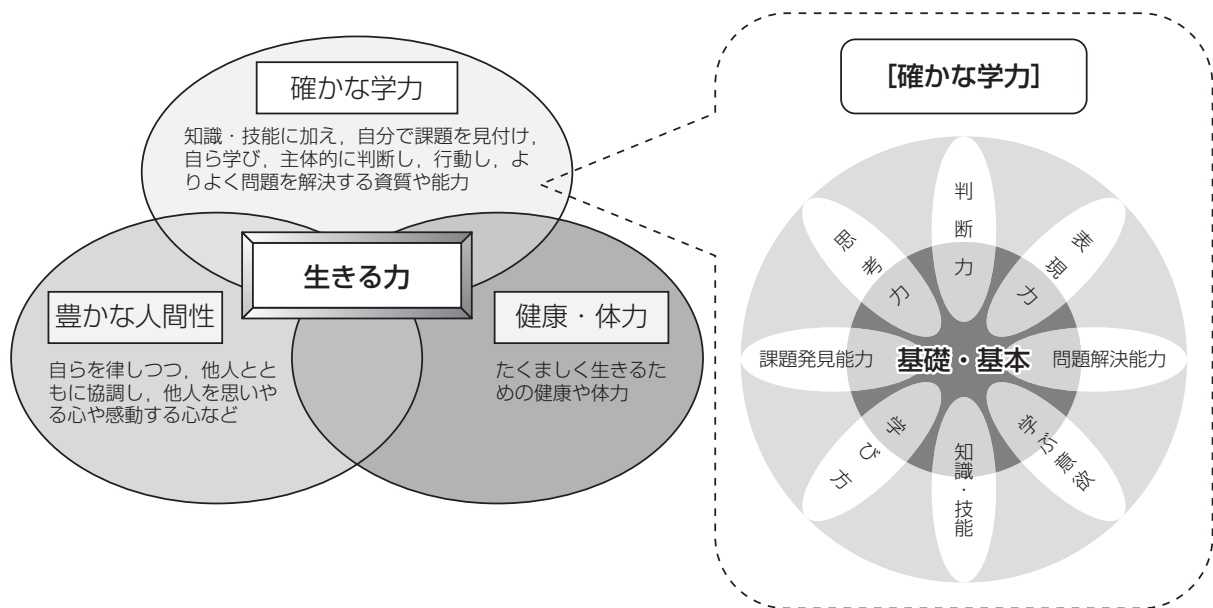 確かな学力
知識・技能に加え，自分で課題を見付け，
自ら学び，主体的に判断し，行動し，よ
りよく問題を解決する資質や能力
生きる力
豊かな人間性
自らを律しつつ，他人とと
もに協調し，他人を思いや
る心や感動する心など
健康・体力
たくましく生きるた
めの健康や体力
［確かな学力］
判断力
表現力
思考力
課題発見能力
基礎・基本
問題解決能力
学び方
知識・技能
学ぶ意欲